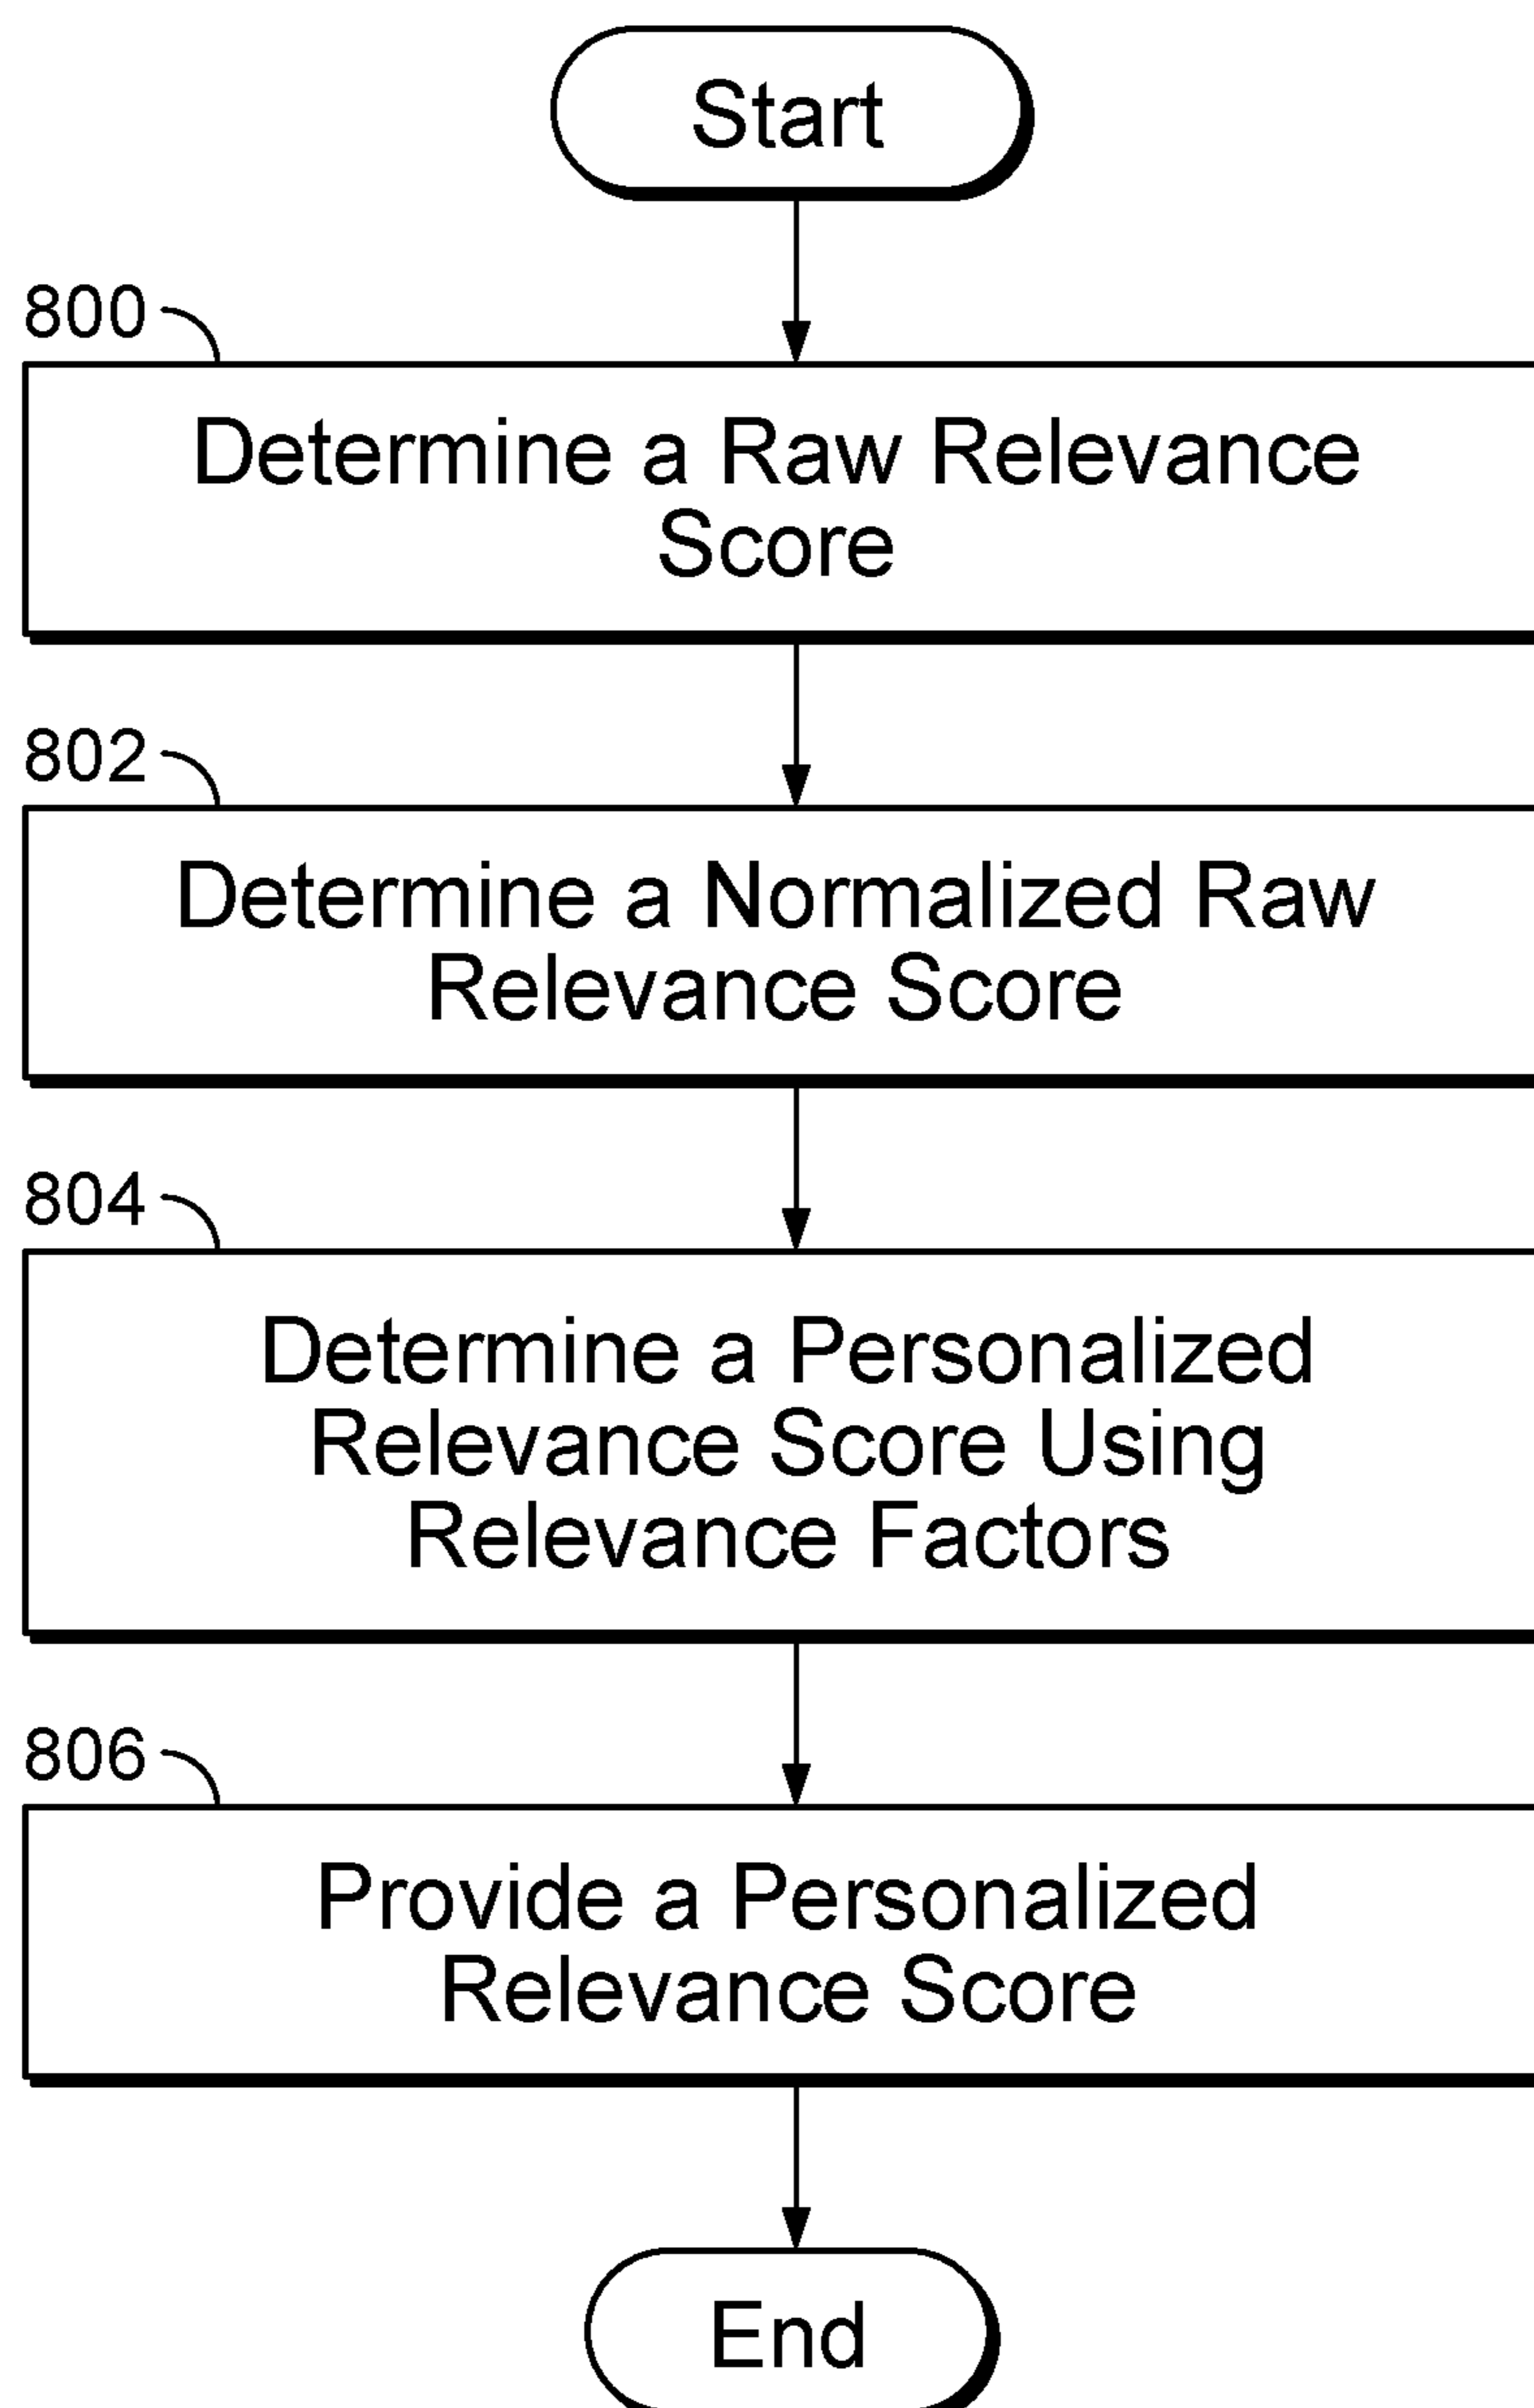 Start
800
Determine a Raw Relevance
Score
802
Determine a Normalized Raw
Relevance Score
804
Determine a Personalized
Relevance Score Using
Relevance Factors
806
Provide a Personalized
Relevance Score
End